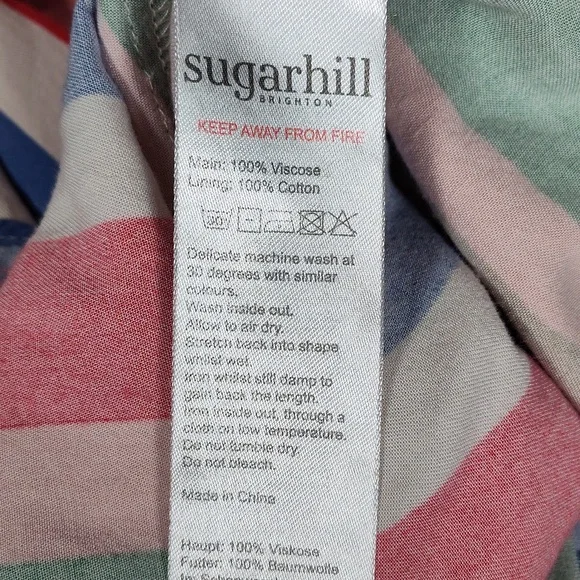 sugarhill
BRIGHTON
KEEP AWAY FROM FIRE
Main: 100% Viscose
Lining: 100% Cotton
30°
Delicate machine wash at
30 degrees with similar
colours.
Wash inside out.
Allow to air dry.
Stretch back into shape
whilst wet.
Iron whilst still damp to
gain back the length.
Iron inside out, through a
cloth on low temperature.
Do not tumble dry.
Do not bleach.
Made in China
Haupt: 100% Viskose
Futter: 100% Baumwolle